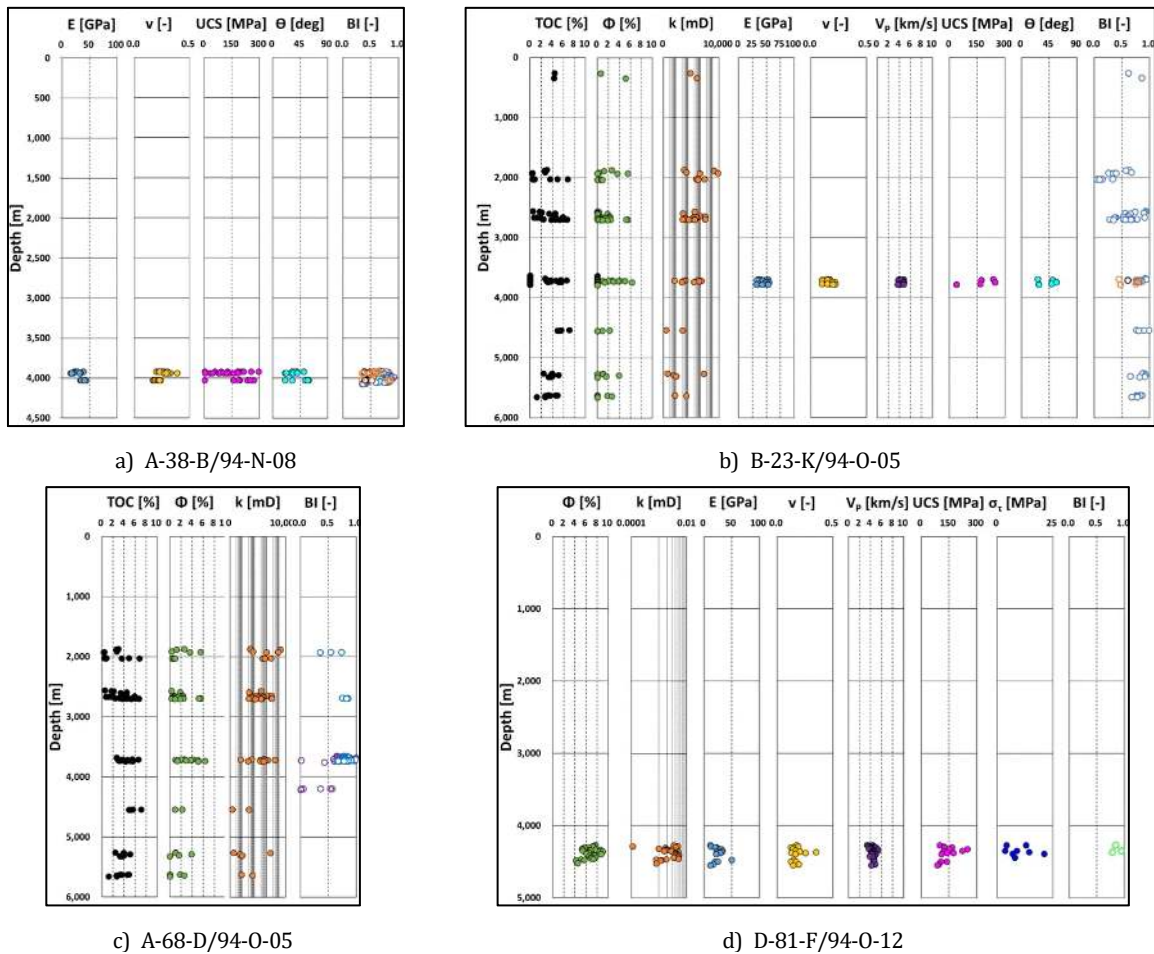 E [GPa] ν [-] UCS [MPa] Θ [deg] BI [-]
0 50 100 0.0 0.5 0 150 300 0 45 90 0.0 0.5 1.0
Depth [m]
0
500
1,000
1,500
2,000
2,500
3,000
3,500
4,000
4,500
a) A-38-B/94-N-08
TOC [%] Φ [%] k [mD] E [GPa] ν [-] Vp [km/s] UCS [MPa] Θ [deg] BI [-]
0 2 4 6 8 10 0 2 4 6 8 10 0 10,000 0 25 50 75 100 0.0 0.5 0 2 4 6 8 10 0 150 300 0 45 90 0.0 0.5 1.0
Depth [m]
0
1,000
2,000
3,000
4,000
5,000
6,000
b) B-23-K/94-O-05
TOC [%] Φ [%] k [mD] BI [-]
0 2 4 6 8 10 0 2 4 6 8 10 0 10,000 0.0 0.5 1.0
Depth [m]
0
1,000
2,000
3,000
4,000
5,000
6,000
c) A-68-D/94-O-05
Φ [%] k [mD] E [GPa] ν [-] Vp [km/s] UCS [MPa] σt [MPa] BI [-]
0 2 4 6 8 10 0.0001 0.01 0 50 100 0.0 0.5 0 2 4 6 8 10 0 150 300 0 25 0.0 0.5 1.0
Depth [m]
0
1,000
2,000
3,000
4,000
5,000
d) D-81-F/94-O-12